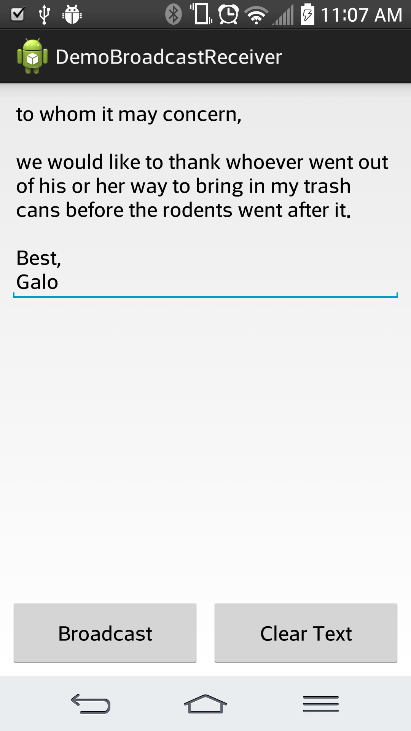 11:07 AM
DemoBroadcastReceiver
to whom it may concern,
we would like to thank whoever went out
of his or her way to bring in my trash
cans before the rodents went after it.
Best,
Galo
Broadcast
Clear Text